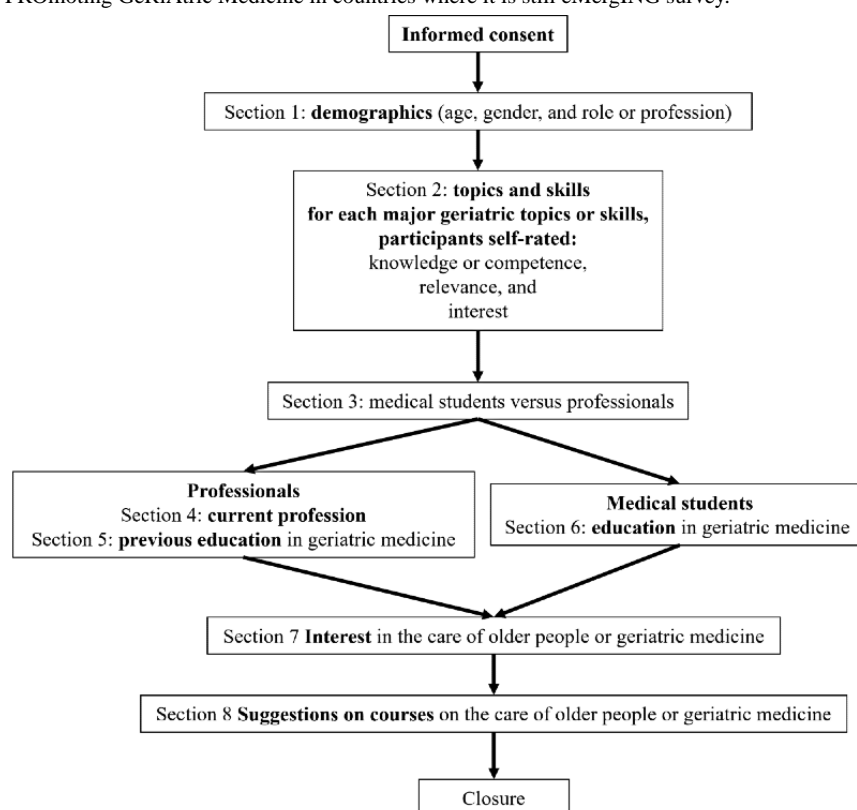 PROmoting GeRiAtric Medicine in countries where it is still eMergING survey.
Informed consent
Section 1: demographics (age, gender, and role or profession)
Section 2: topics and skills
for each major geriatric topics or skills,
participants self-rated:
knowledge or competence,
relevance, and
interest
Section 3: medical students versus professionals
Professionals
Section 4: current profession
Section 5: previous education in geriatric medicine
Medical students
Section 6: education in geriatric medicine
Section 7 Interest in the care of older people or geriatric medicine
Section 8 Suggestions on courses on the care of older people or geriatric medicine
Closure